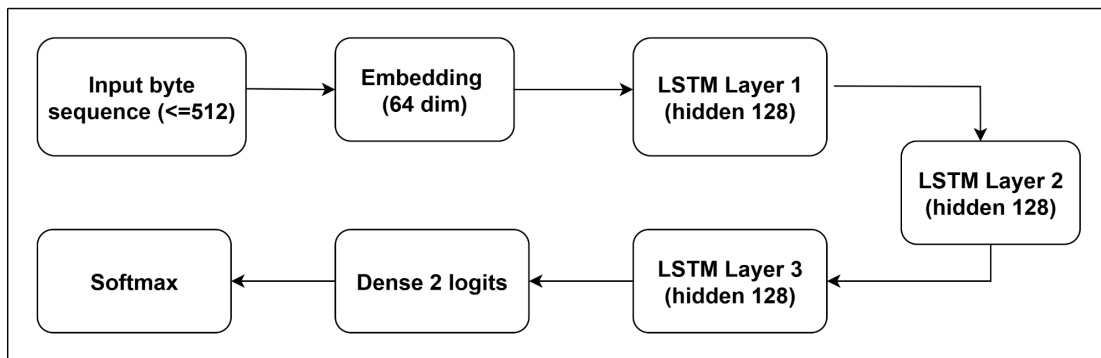 Input byte
sequence (<=512)
Embedding
(64 dim)
LSTM Layer 1
(hidden 128)
LSTM Layer 2
(hidden 128)
LSTM Layer 3
(hidden 128)
Dense 2 logits
Softmax